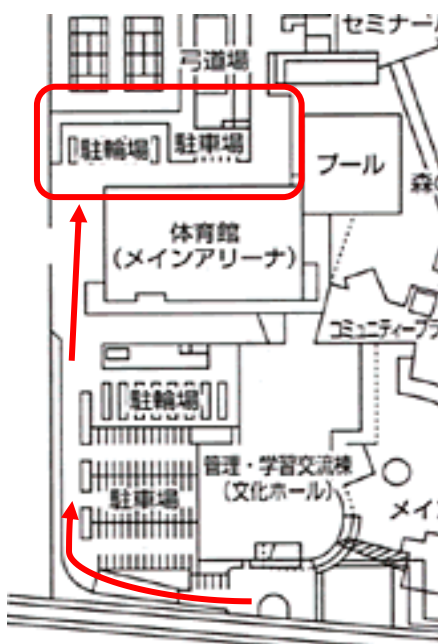 セミナー
弓道場
駐輪場
駐車場
プール
森の
体育館
(メインアリーナ)
コミュニティープラ
駐輪場
管理・学習交流棟
(文化ホール)
駐車場
メイ